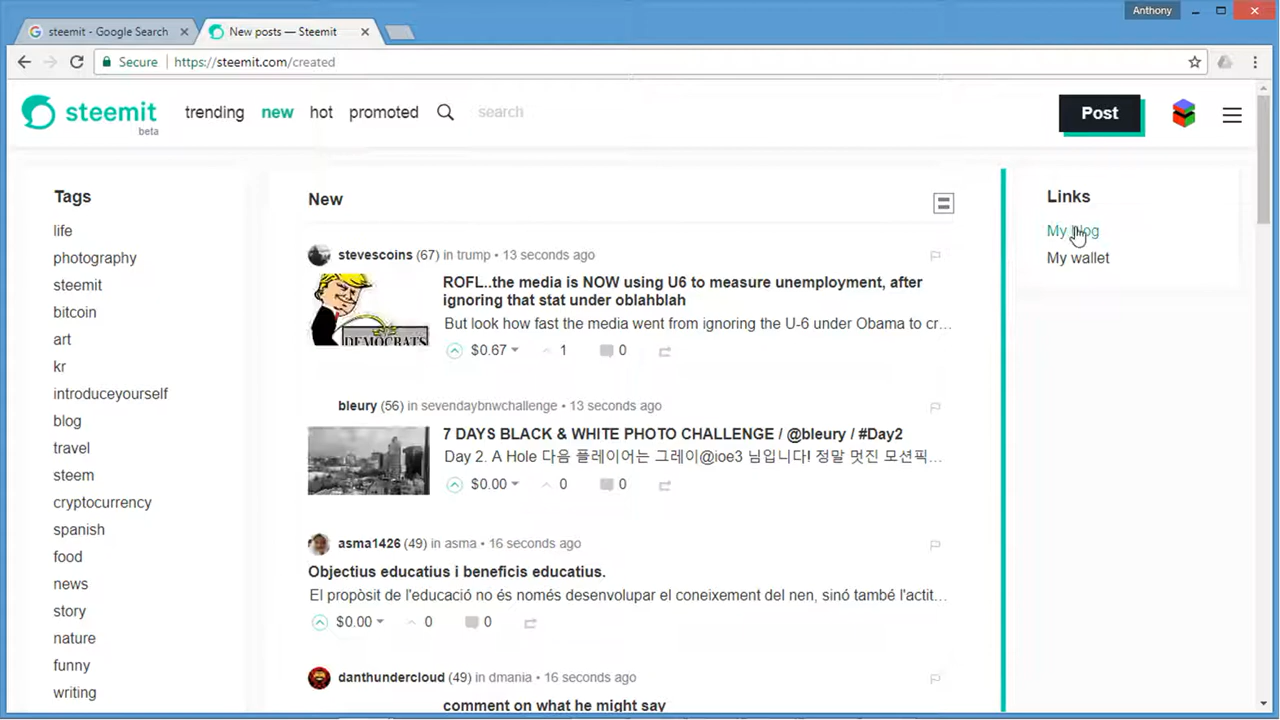 Anthony
steemit - Google Search
New posts — Steemit
Secure https://steemit.com/created
steemit
beta
trending new hot promoted search
Post
Tags
life
photography
steemit
bitcoin
art
kr
introduceyourself
blog
travel
steem
cryptocurrency
spanish
food
news
story
nature
funny
writing
New
stevescoins (67) in trump • 13 seconds ago
ROFL..the media is NOW using U6 to measure unemployment, after
ignoring that stat under oblahblah
But look how fast the media went from ignoring the U-6 under Obama to cr…
DEMOCRATS
$0.67 1 0
bleury (56) in sevendaybnwchallenge • 13 seconds ago
7 DAYS BLACK & WHITE PHOTO CHALLENGE / @bleury / #Day2
Day 2. A Hole 다음 플레이어는 그레이@ioe3 님입니다! 정말 멋진 모션픽…
$0.00 0 0
asma1426 (49) in asma • 16 seconds ago
Objectius educatius i beneficis educatius.
El propòsit de l'educació no és només desenvolupar el coneixement del nen, sinó també l'actit…
$0.00 0 0
danthundercloud (49) in dmania • 16 seconds ago
comment on what he might say
Links
My blog
My wallet